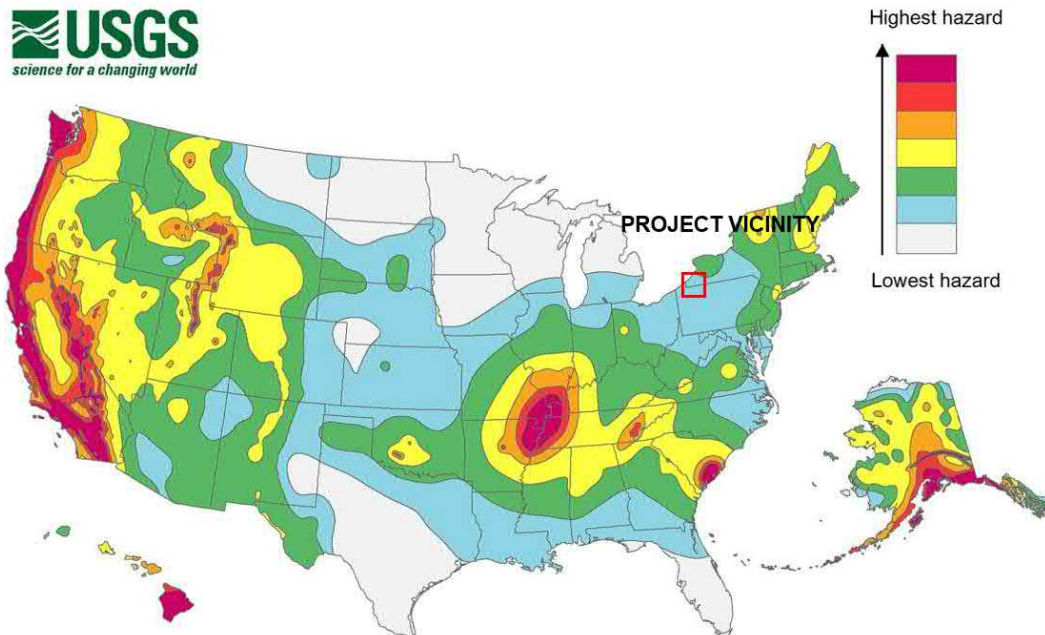 USGS
science for a changing world
Highest hazard
PROJECT VICINITY
Lowest hazard